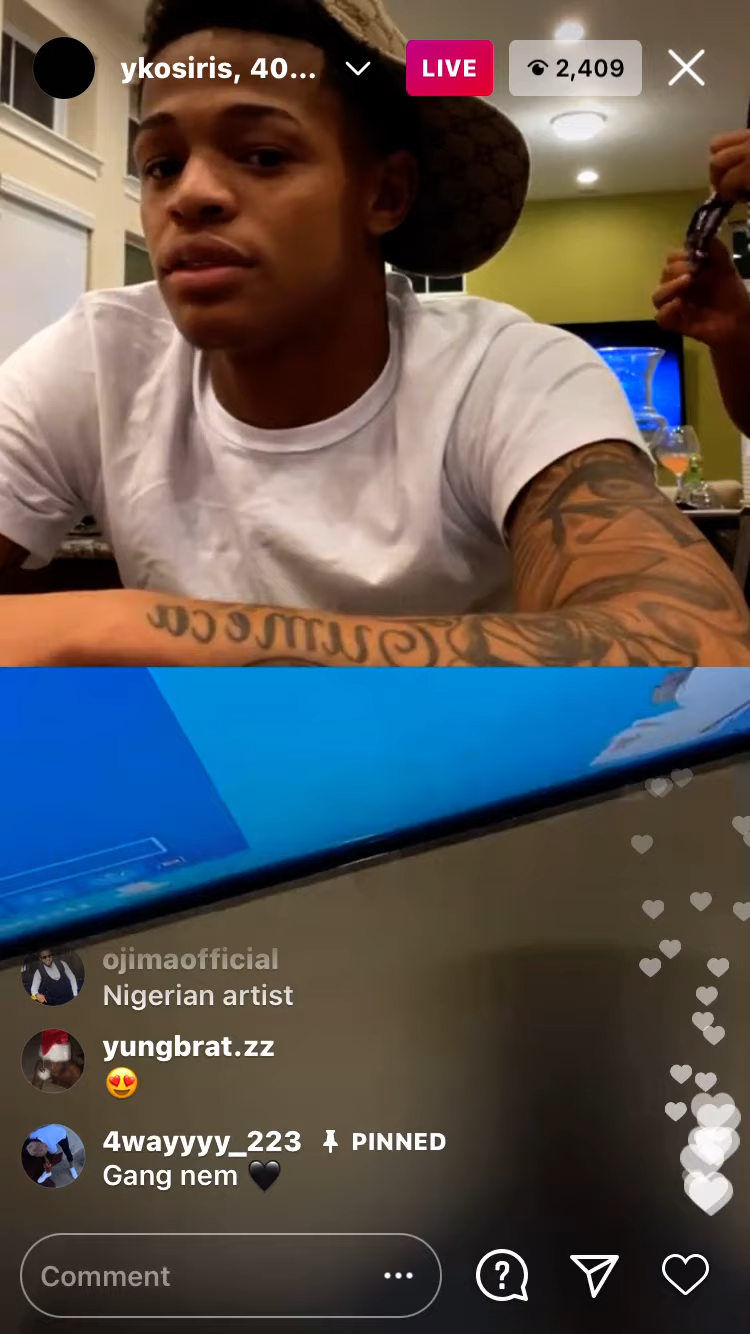 ykosiris, 40...
LIVE
2,409
ojimaofficial
Nigerian artist
yungbrat.zz
😍
4wayyyy_223 PINNED
Gang nem 🖤
Comment